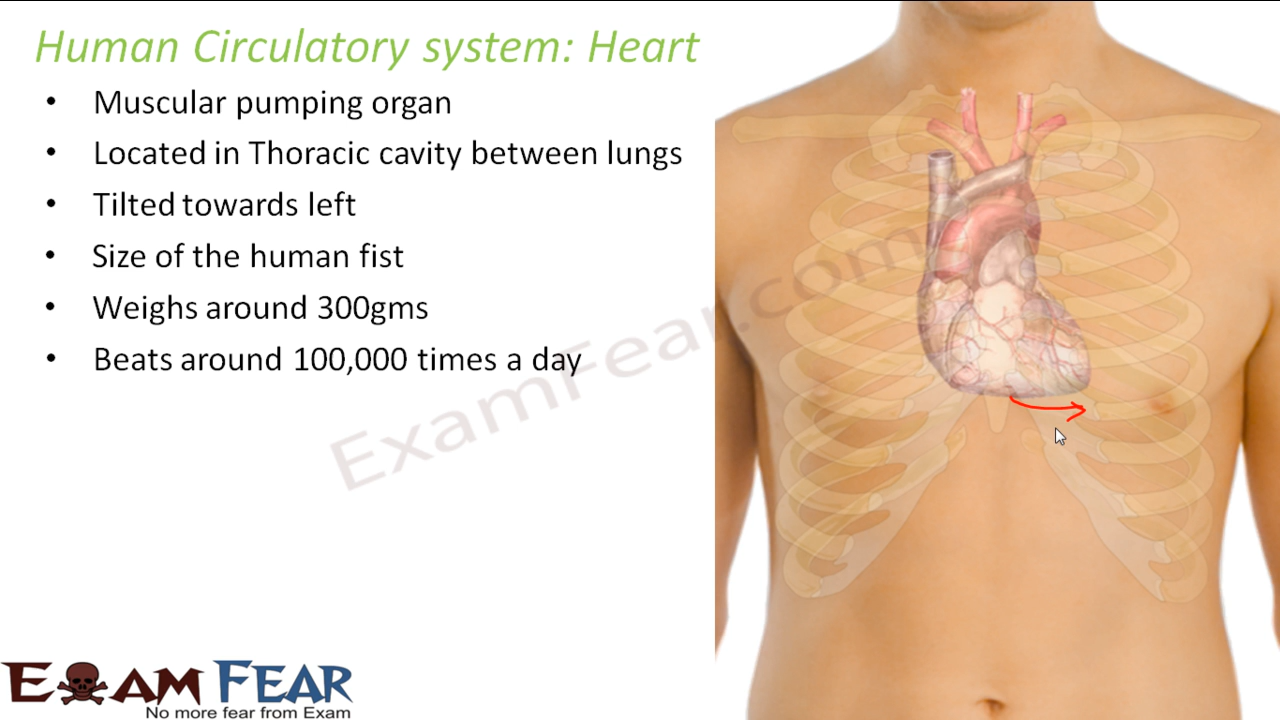 Human Circulatory system: Heart
• Muscular pumping organ
• Located in Thoracic cavity between lungs
• Tilted towards left
• Size of the human fist
• Weighs around 300gms
• Beats around 100,000 times a day
ExamFear.com
EXAM FEAR
No more fear from Exam